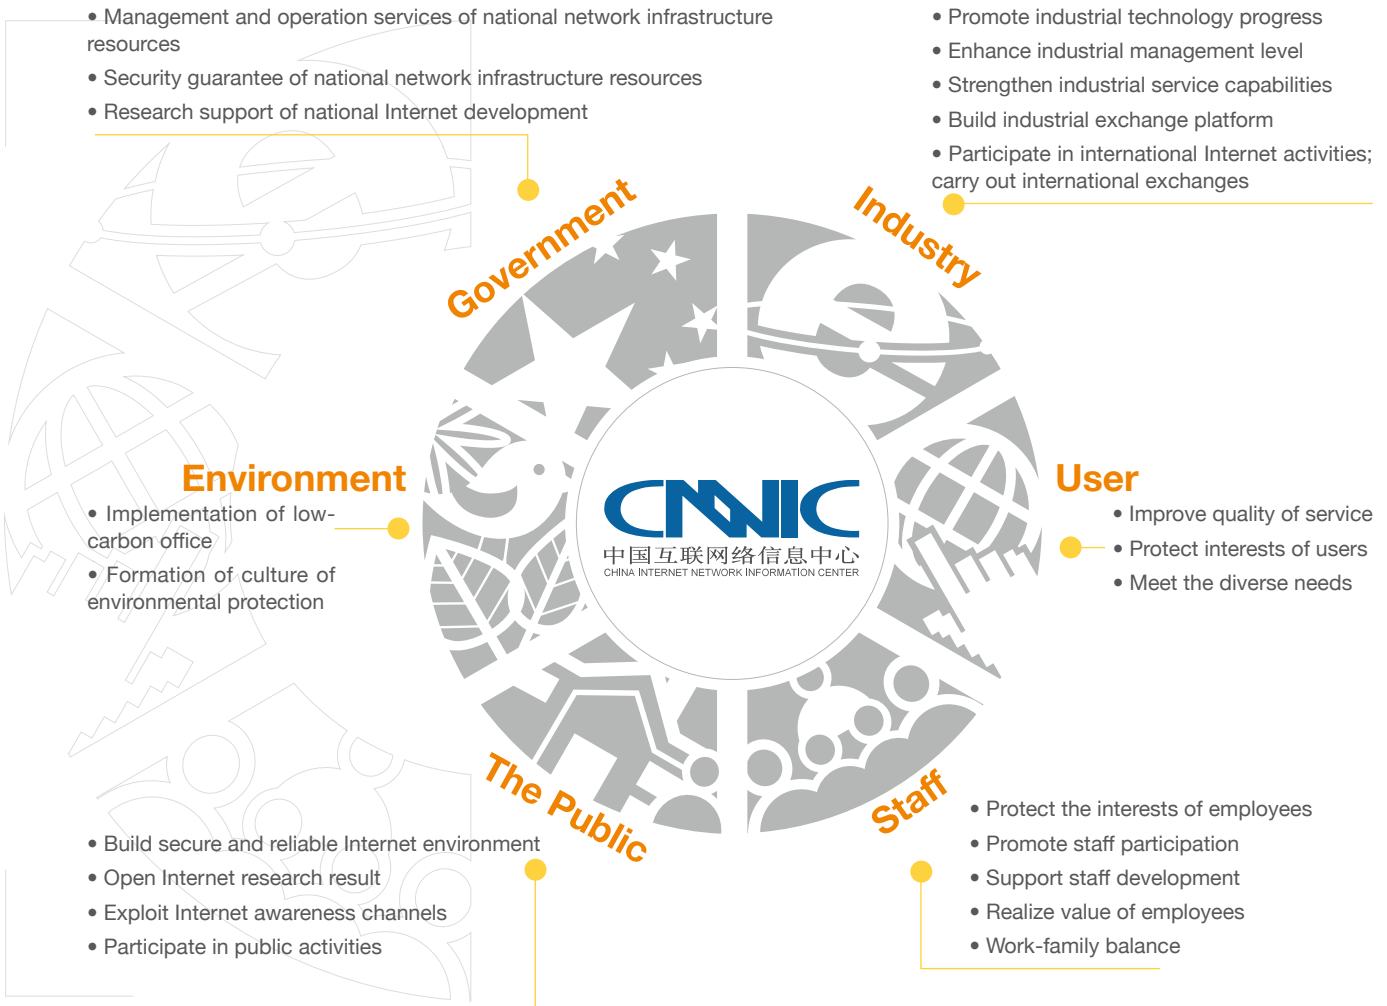 • Management and operation services of national network infrastructure
resources
• Security guarantee of national network infrastructure resources
• Research support of national Internet development
• Promote industrial technology progress
• Enhance industrial management level
• Strengthen industrial service capabilities
• Build industrial exchange platform
• Participate in international Internet activities;
carry out international exchanges
Government
Industry
Environment
• Implementation of low-
carbon office
• Formation of culture of
environmental protection
CNNIC
中国互联网络信息中心
CHINA INTERNET NETWORK INFORMATION CENTER
User
• Improve quality of service
• Protect interests of users
• Meet the diverse needs
The Public
• Build secure and reliable Internet environment
• Open Internet research result
• Exploit Internet awareness channels
• Participate in public activities
Staff
• Protect the interests of employees
• Promote staff participation
• Support staff development
• Realize value of employees
• Work-family balance